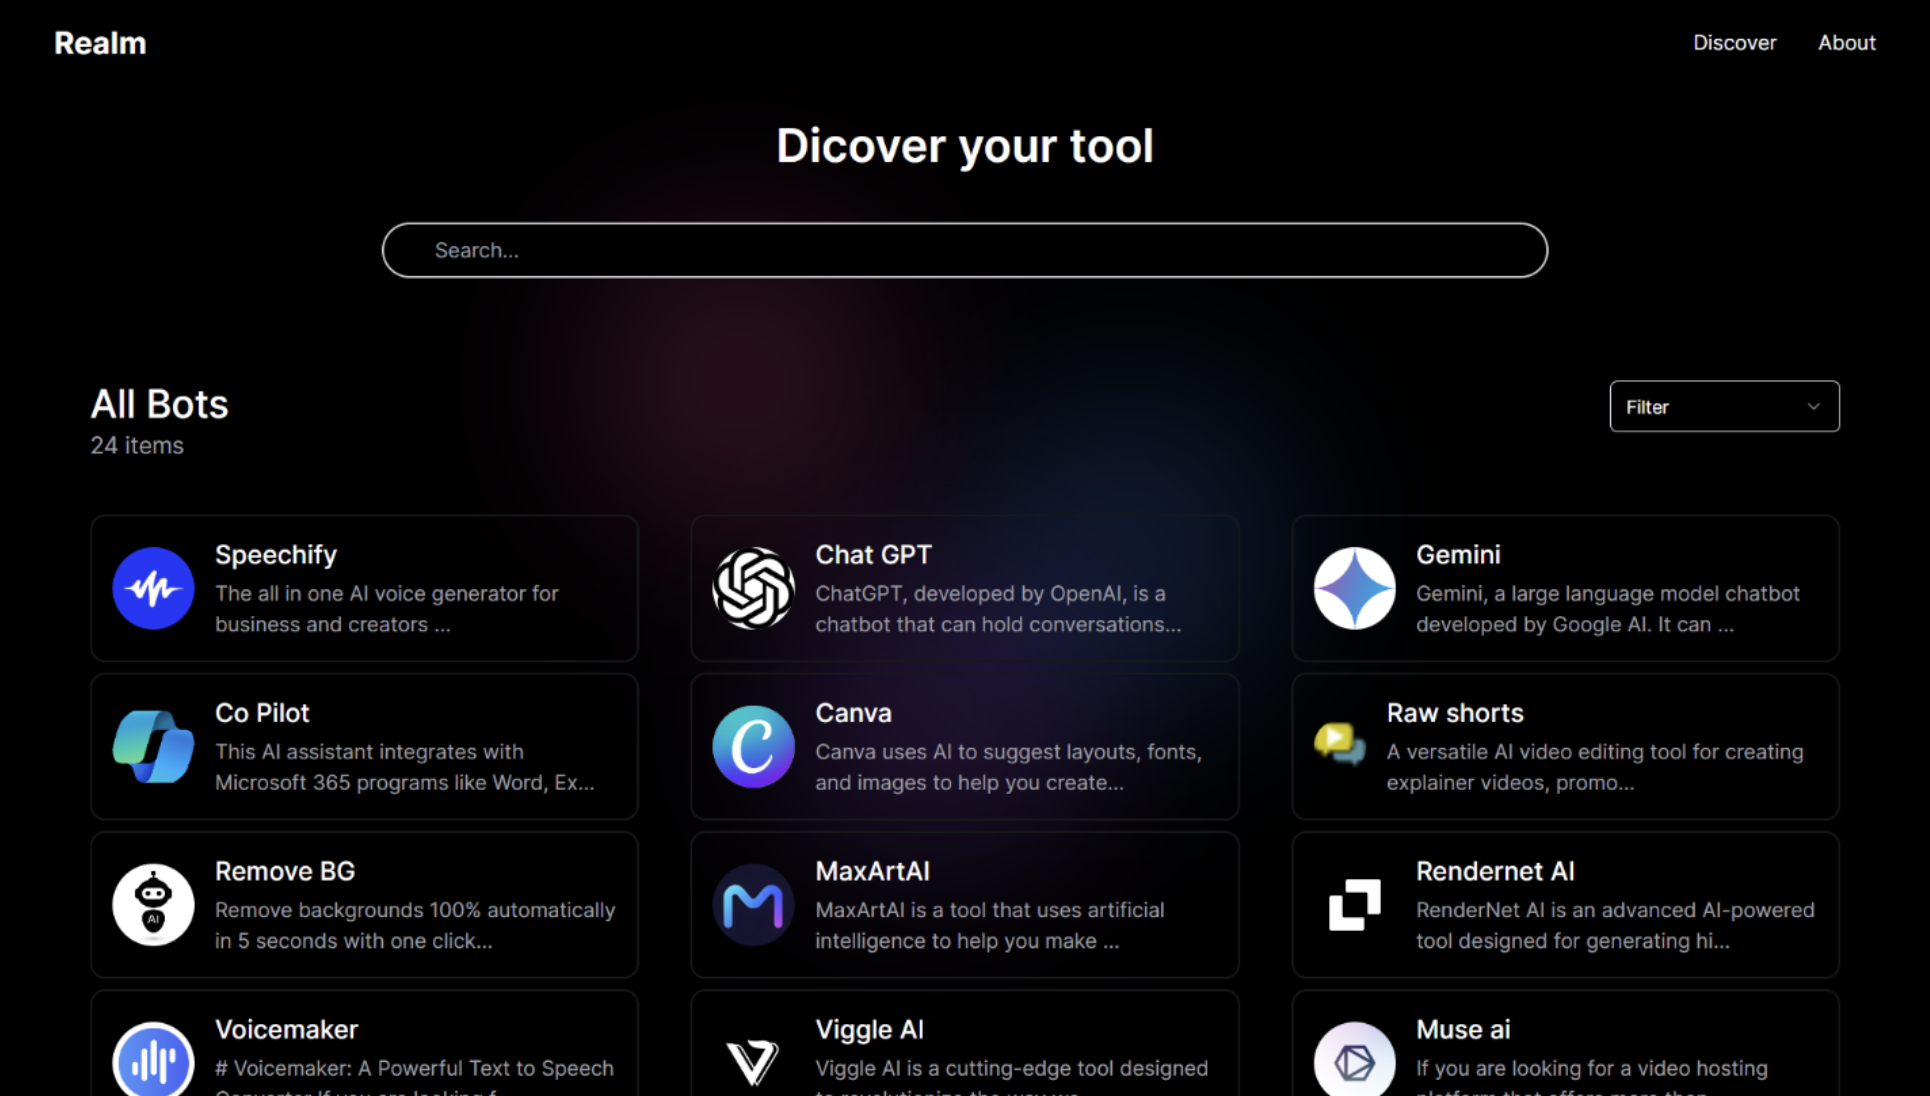 Realm
Discover
About
Dicover your tool
Search...
All Bots
24 items
Filter
Speechify
The all in one AI voice generator for
business and creators ...
Chat GPT
ChatGPT, developed by OpenAI, is a
chatbot that can hold conversations...
Gemini
Gemini, a large language model chatbot
developed by Google AI. It can ...
Co Pilot
This AI assistant integrates with
Microsoft 365 programs like Word, Ex...
Canva
Canva uses AI to suggest layouts, fonts,
and images to help you create...
Raw shorts
A versatile AI video editing tool for creating
explainer videos, promo...
Remove BG
Remove backgrounds 100% automatically
in 5 seconds with one click...
AI
MaxArtAI
MaxArtAI is a tool that uses artificial
intelligence to help you make ...
Rendernet AI
RenderNet AI is an advanced AI-powered
tool designed for generating hi...
Voicemaker
# Voicemaker: A Powerful Text to Speech
Viggle AI
Viggle AI is a cutting-edge tool designed
Muse ai
If you are looking for a video hosting